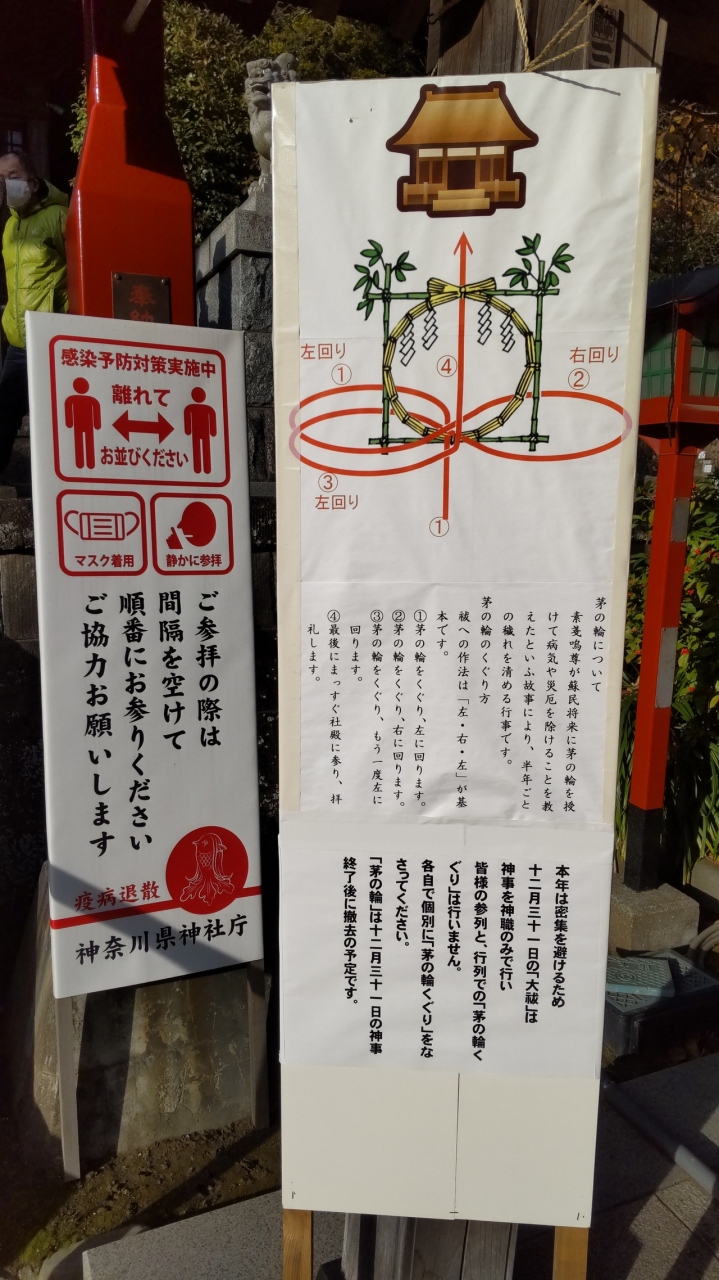 奉納
感染予防対策実施中
離れて
お並びください
マスク着用
静かに参拝
ご参拝の際は
間隔を空けて
順番にお参りください
ご協力お願いします
疫病退散
神奈川県神社庁
左回り
①
④
右回り
②
③
左回り
①
茅の輪について
素戔嗚尊が蘇民将来に茅の輪を授
けて病気や災厄を除けることを教
えたといふ故事により、半年ごと
の穢れを清める行事です。
茅の輪のくぐり方
祓への作法は「左・右・左」が基
本です。
①茅の輪をくぐり、左に回ります。
②茅の輪をくぐり、右に回ります。
③茅の輪をくぐり、もう一度左に
回ります。
④最後にまっすぐ社殿に参り、拝
礼します。
本年は密集を避けるため
十二月三十一日の「大祓」は
神事を神職のみで行い
皆様の参列と、行列での「茅の輪く
ぐり」は行いません。
各自で個別に「茅の輪くぐり」をな
さってください。
「茅の輪」は十二月三十一日の神事
終了後に撤去の予定です。